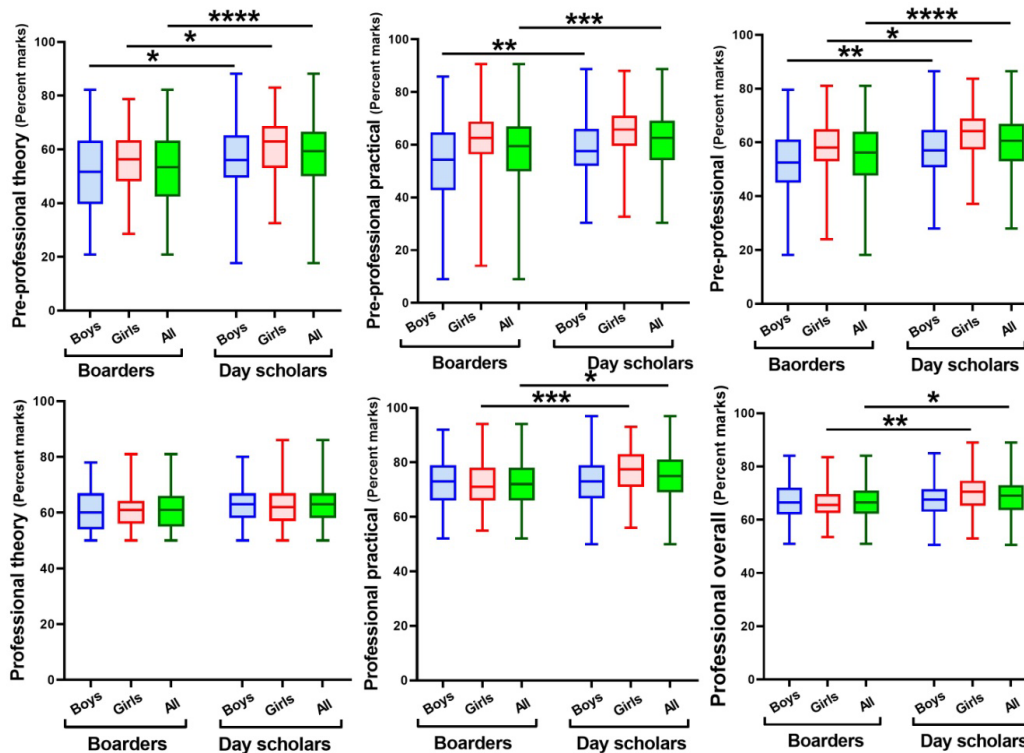 Pre-professional theory (Percent marks)
100
80
60
40
20
0
*
*
****
Boys
Girls
All
Boys
Girls
All
Boarders
Day scholars
Pre-professional practical (Percent marks)
100
80
60
40
20
0
**
***
Boys
Girls
All
Boys
Girls
All
Boarders
Day scholars
Pre-professional (Percent marks)
100
80
60
40
20
0
**
*
****
Boys
Girls
All
Boys
Girls
All
Baorders
Day scholars
Professional theory (Percent marks)
100
80
60
40
20
0
Boys
Girls
All
Boys
Girls
All
Boarders
Day scholars
Professional practical (Percent marks)
100
80
60
40
20
0
***
*
Boys
Girls
All
Boys
Girls
All
Boarders
Day scholars
Professional overall (Percent marks)
100
80
60
40
20
0
**
*
Boys
Girls
All
Boys
Girls
All
Boarders
Day scholars